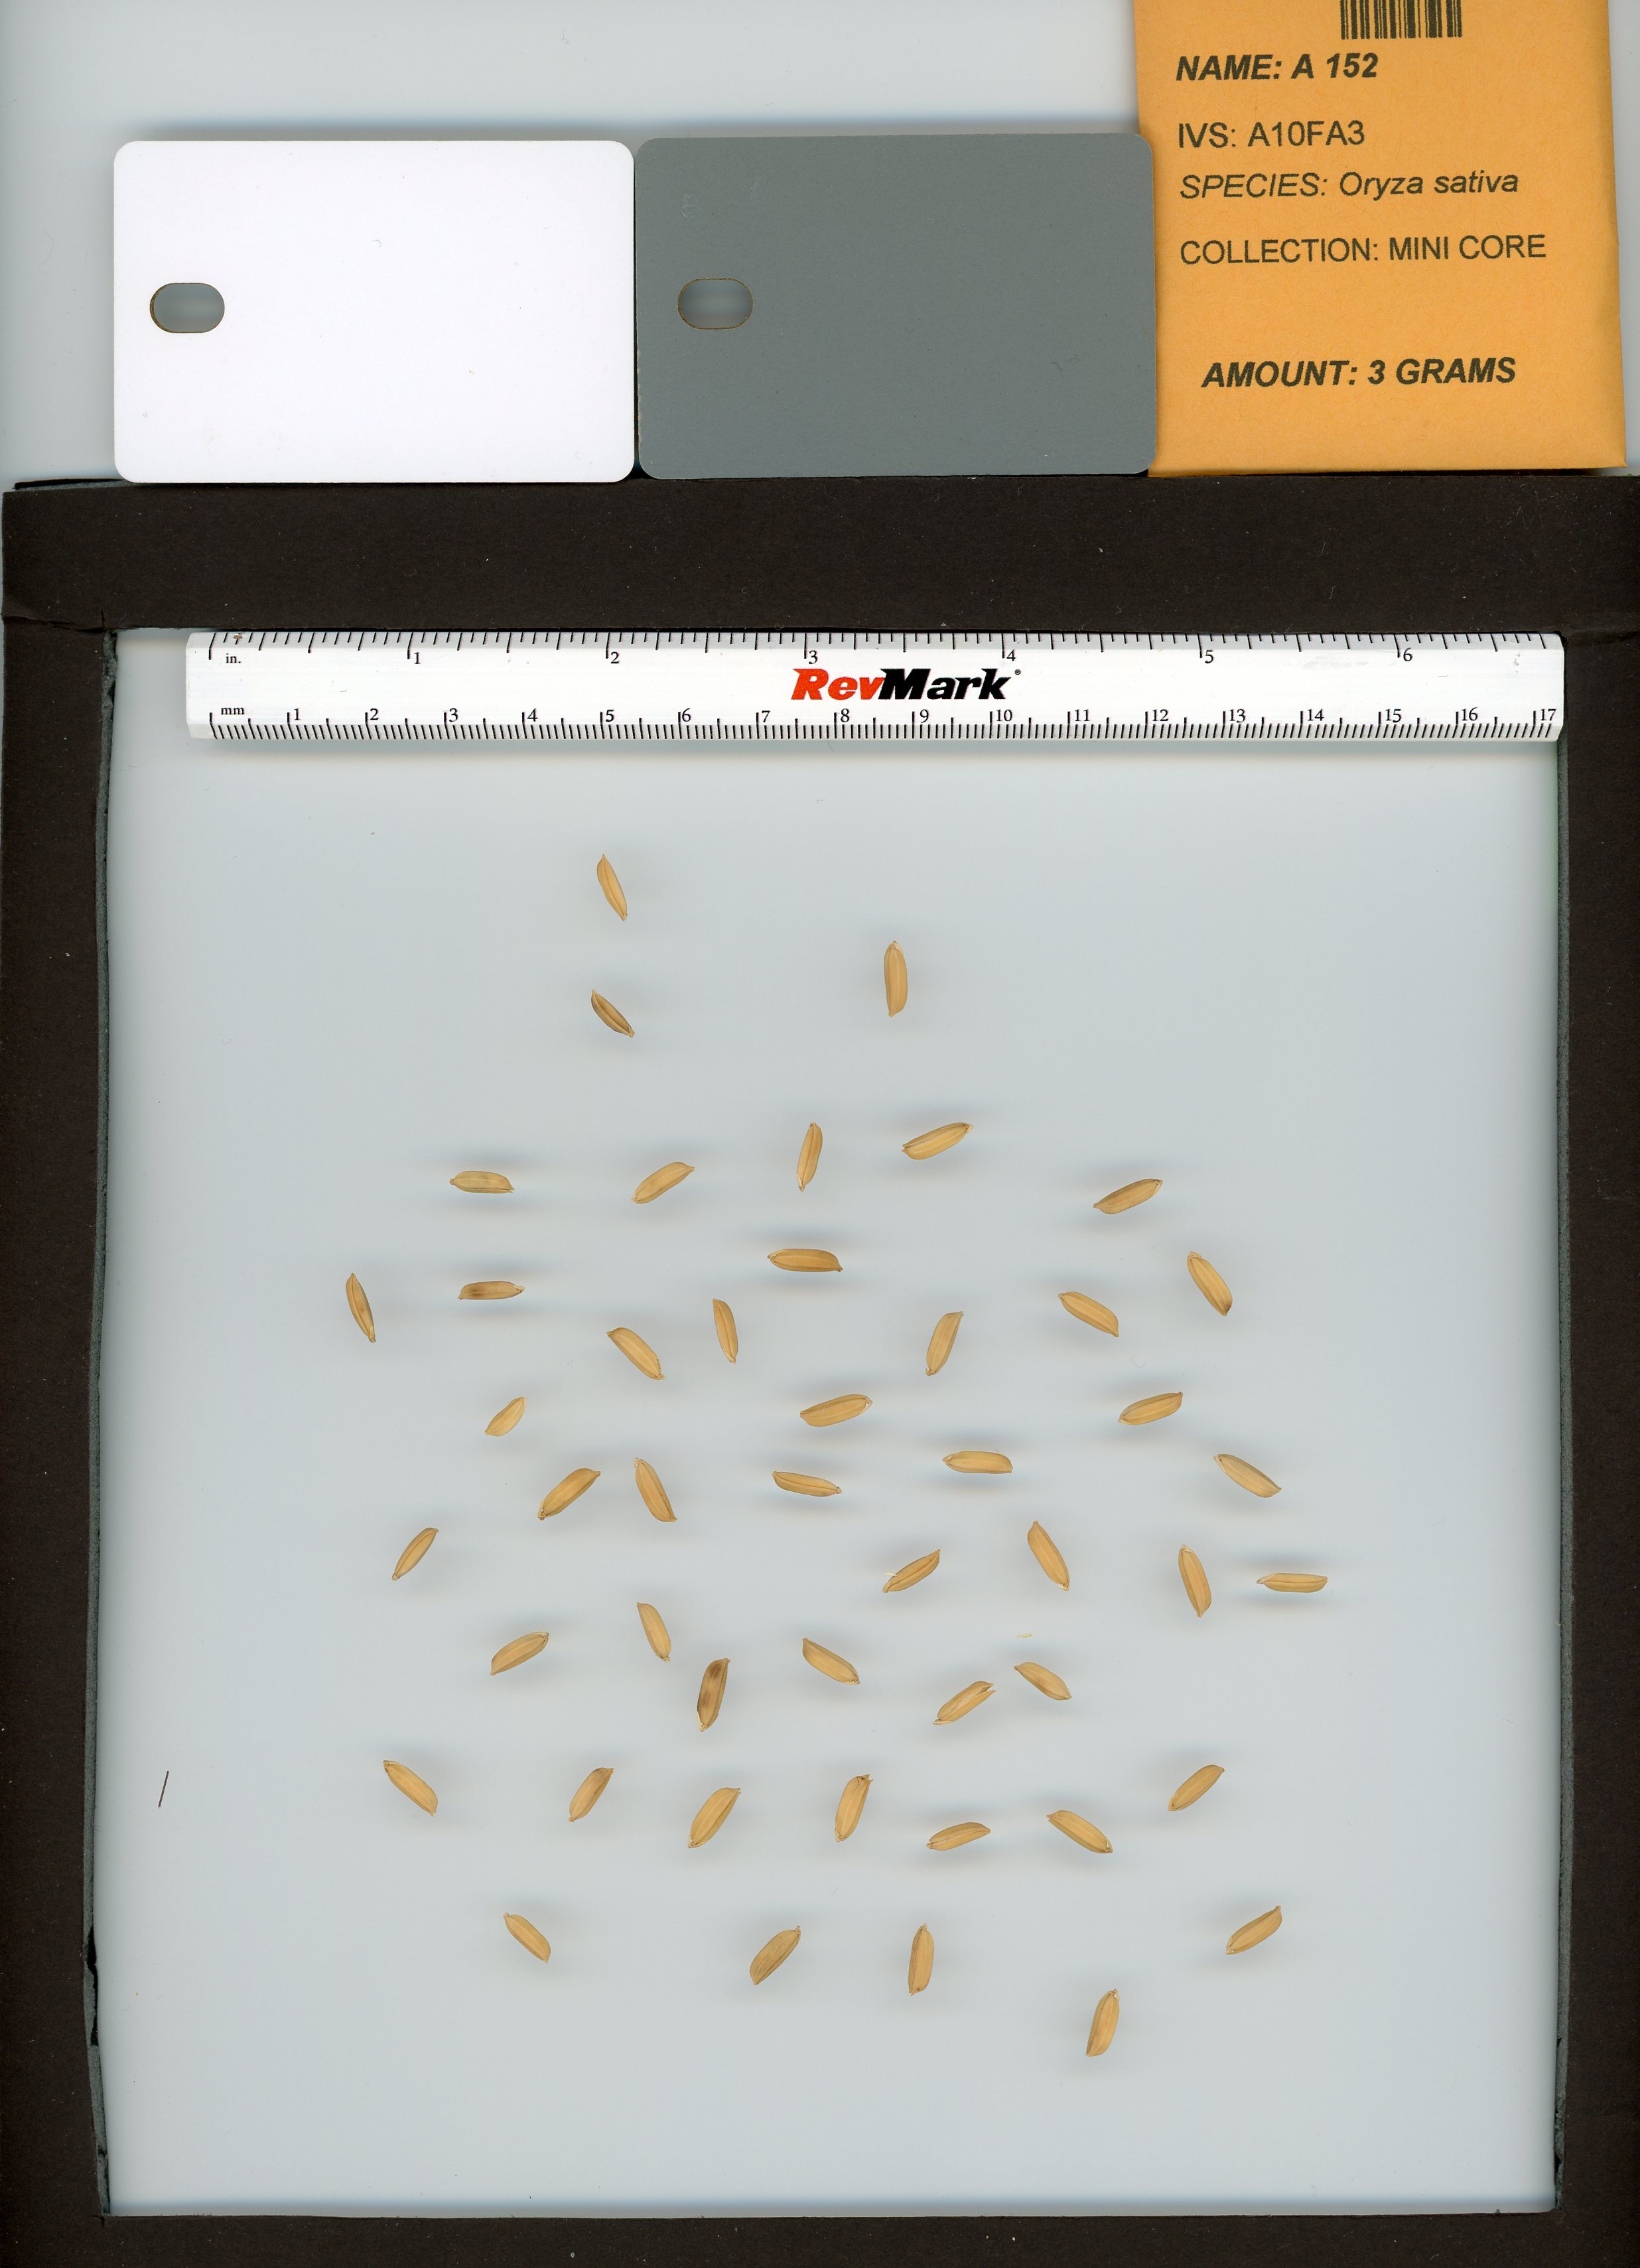 NAME: A 152
IVS: A10FA3
SPECIES: Oryza sativa
COLLECTION: MINI CORE
AMOUNT: 3 GRAMS
in. 1 2 3 4 5 6
RevMark®
mm 1 2 3 4 5 6 7 8 9 10 11 12 13 14 15 16 17